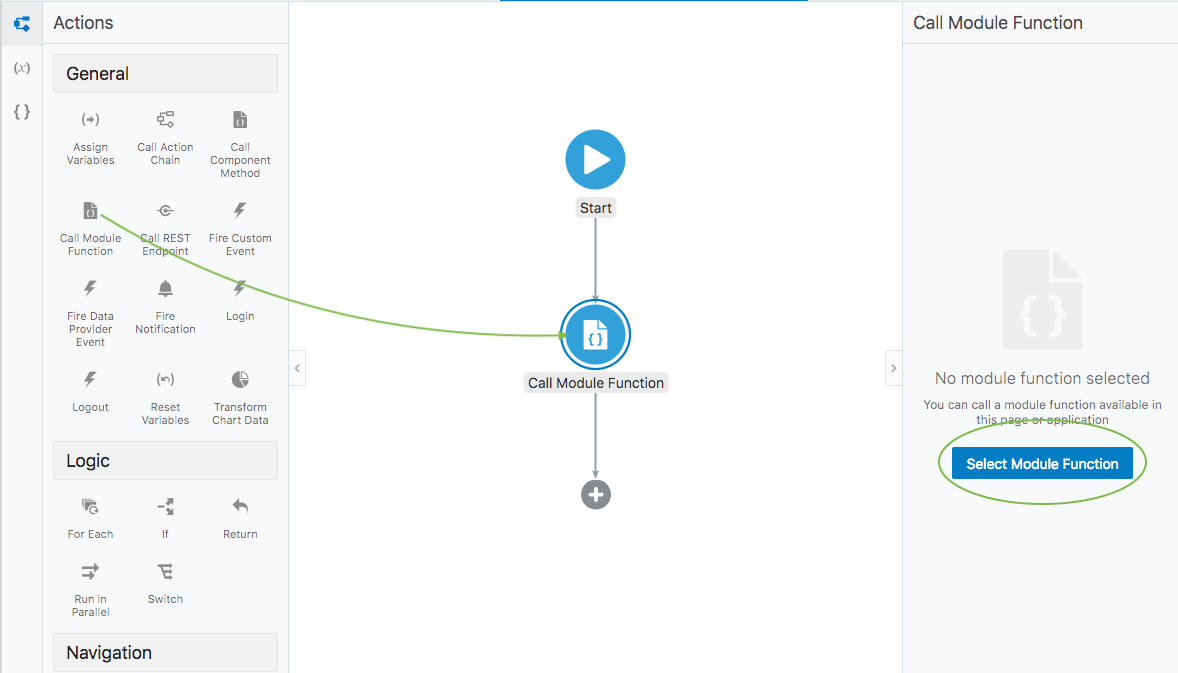 Actions
General
Assign
Variables
Call Action
Chain
Call
Component
Method
Call Module
Function
Call REST
Endpoint
Fire Custom
Event
Fire Data
Provider
Event
Fire
Notification
Login
Logout
Reset
Variables
Transform
Chart Data
Logic
For Each
If
Return
Run in
Parallel
Switch
Navigation
(x)
{ }
Start
Call Module Function
Call Module Function
No module function selected
You can call a module function available in
this page or application
Select Module Function